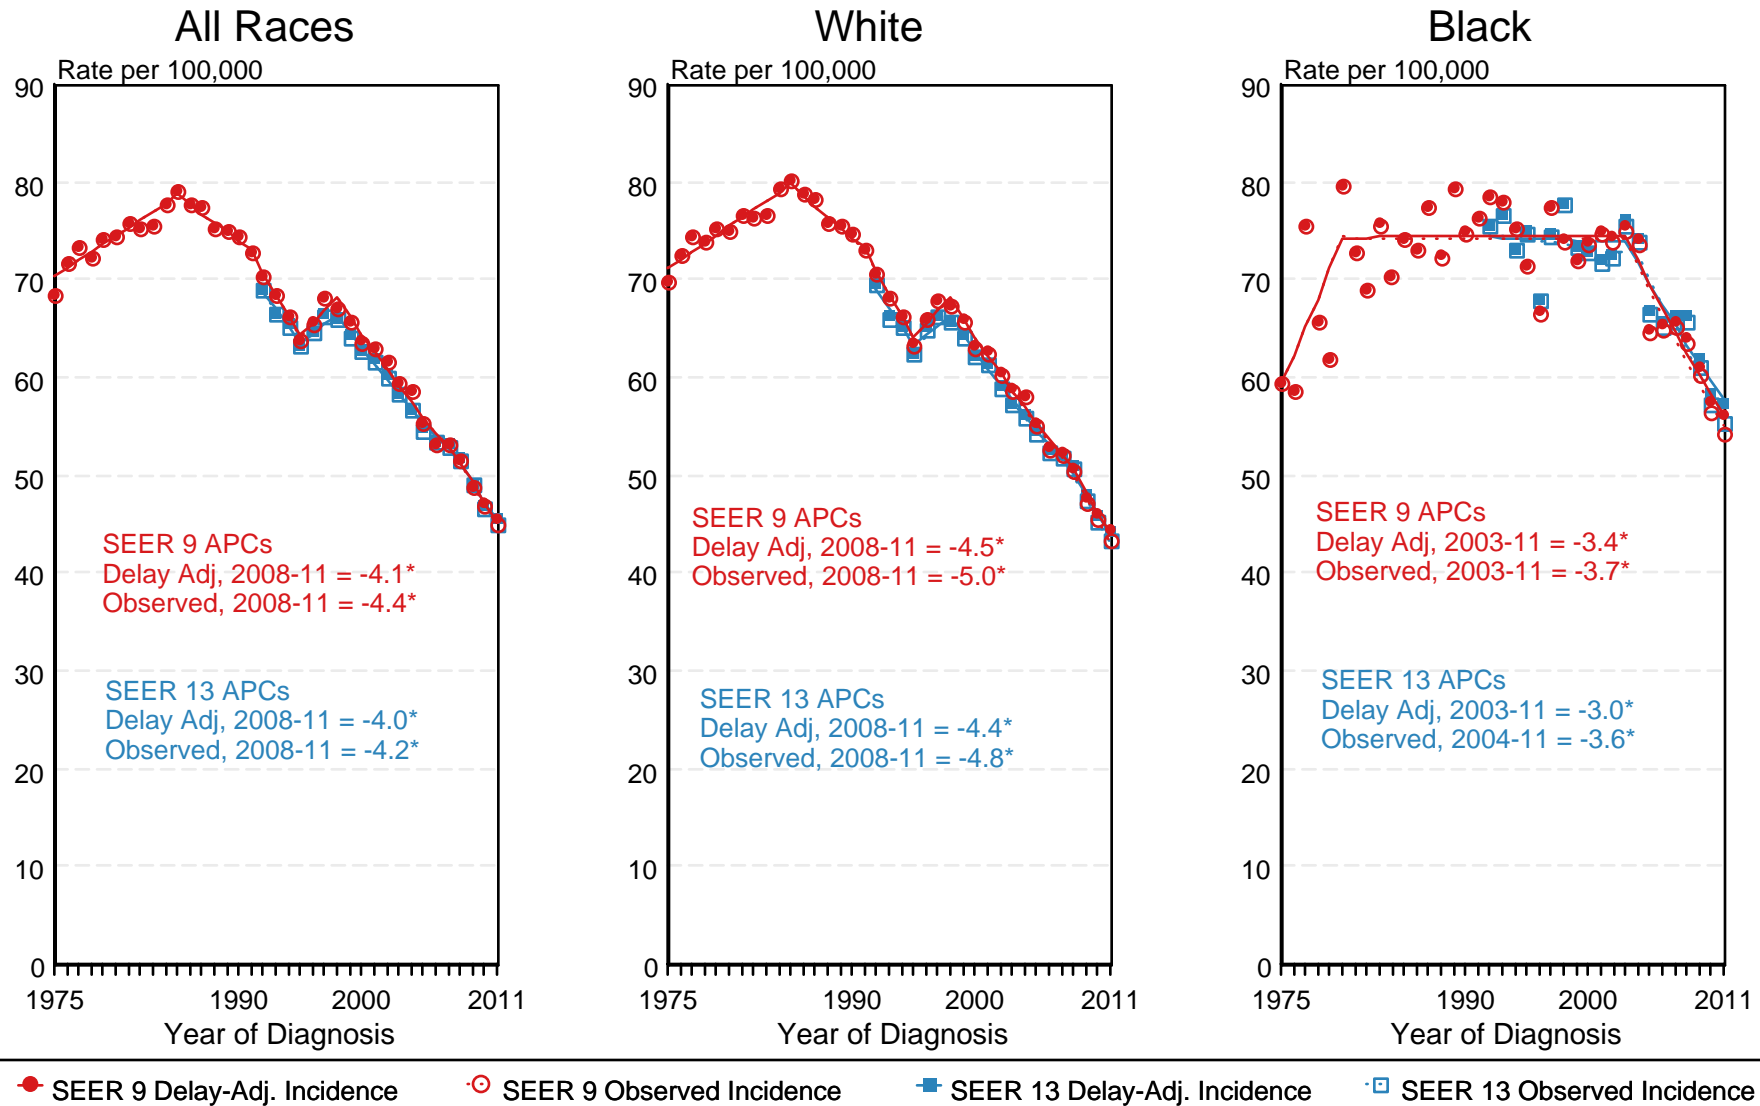 All Races
Rate per 100,000
90
80
70
60
50
40
30
20
10
0
SEER 9 APCs
Delay Adj, 2008-11 = -4.1*
Observed, 2008-11 = -4.4*
SEER 13 APCs
Delay Adj, 2008-11 = -4.0*
Observed, 2008-11 = -4.2*
1975 1990 2000 2011
Year of Diagnosis
White
Rate per 100,000
90
80
70
60
50
40
30
20
10
0
SEER 9 APCs
Delay Adj, 2008-11 = -4.5*
Observed, 2008-11 = -5.0*
SEER 13 APCs
Delay Adj, 2008-11 = -4.4*
Observed, 2008-11 = -4.8*
1975 1990 2000 2011
Year of Diagnosis
Black
Rate per 100,000
90
80
70
60
50
40
30
20
10
0
SEER 9 APCs
Delay Adj, 2003-11 = -3.4*
Observed, 2003-11 = -3.7*
SEER 13 APCs
Delay Adj, 2003-11 = -3.0*
Observed, 2004-11 = -3.6*
1975 1990 2000 2011
Year of Diagnosis
SEER 9 Delay-Adj. Incidence
SEER 9 Observed Incidence
SEER 13 Delay-Adj. Incidence
SEER 13 Observed Incidence